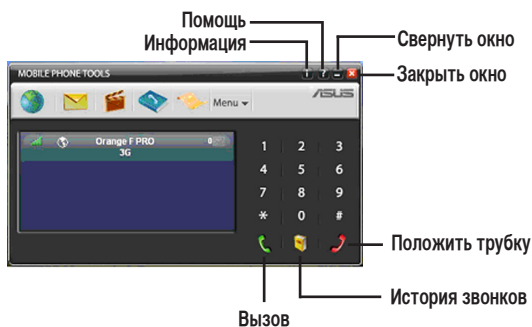 Помощь
Информация
Свернуть окно
MOBILE PHONE TOOLS
i ? – x
Закрыть окно
Menu
ASUS
Orange F PRO
0
3G
1 2 3
4 5 6
7 8 9
* 0 #
Положить трубку
История звонков
Вызов